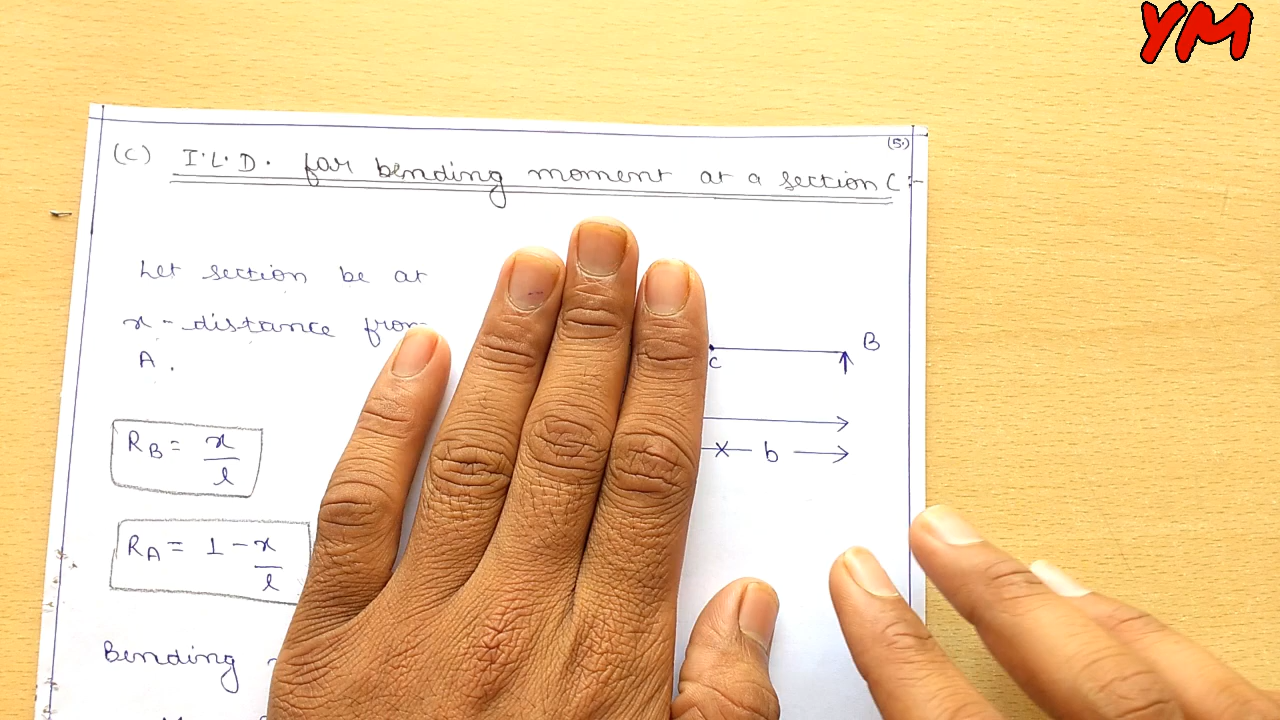 YM
(5.)
(C) I.L.D. for bending moment at a section C :-
Let section be at
x - distance from
A.
B
C
b
R_B = x/l
R_A = 1 - x/l
Bending